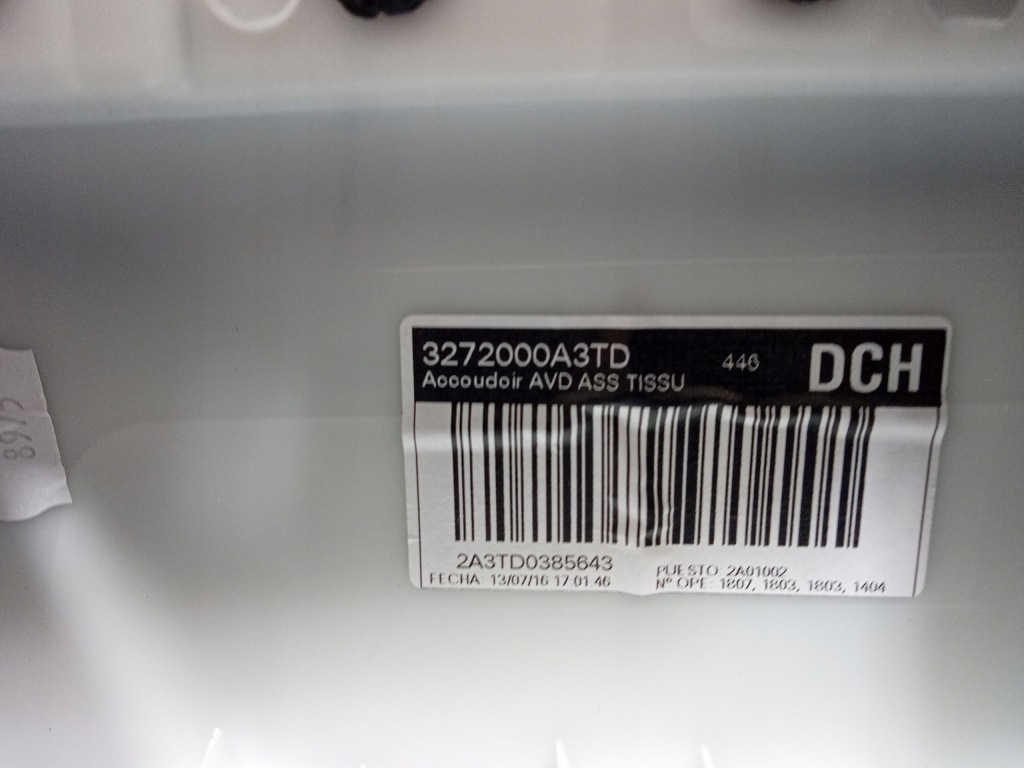 3272000A3TD 446 DCH
Accoudoir AVD ASS TISSU
2A3TD0385643
FECHA: 13/07/16 17:01:46
PUESTO: 2A01002
Nº OPE: 1807, 1803, 1803, 1404